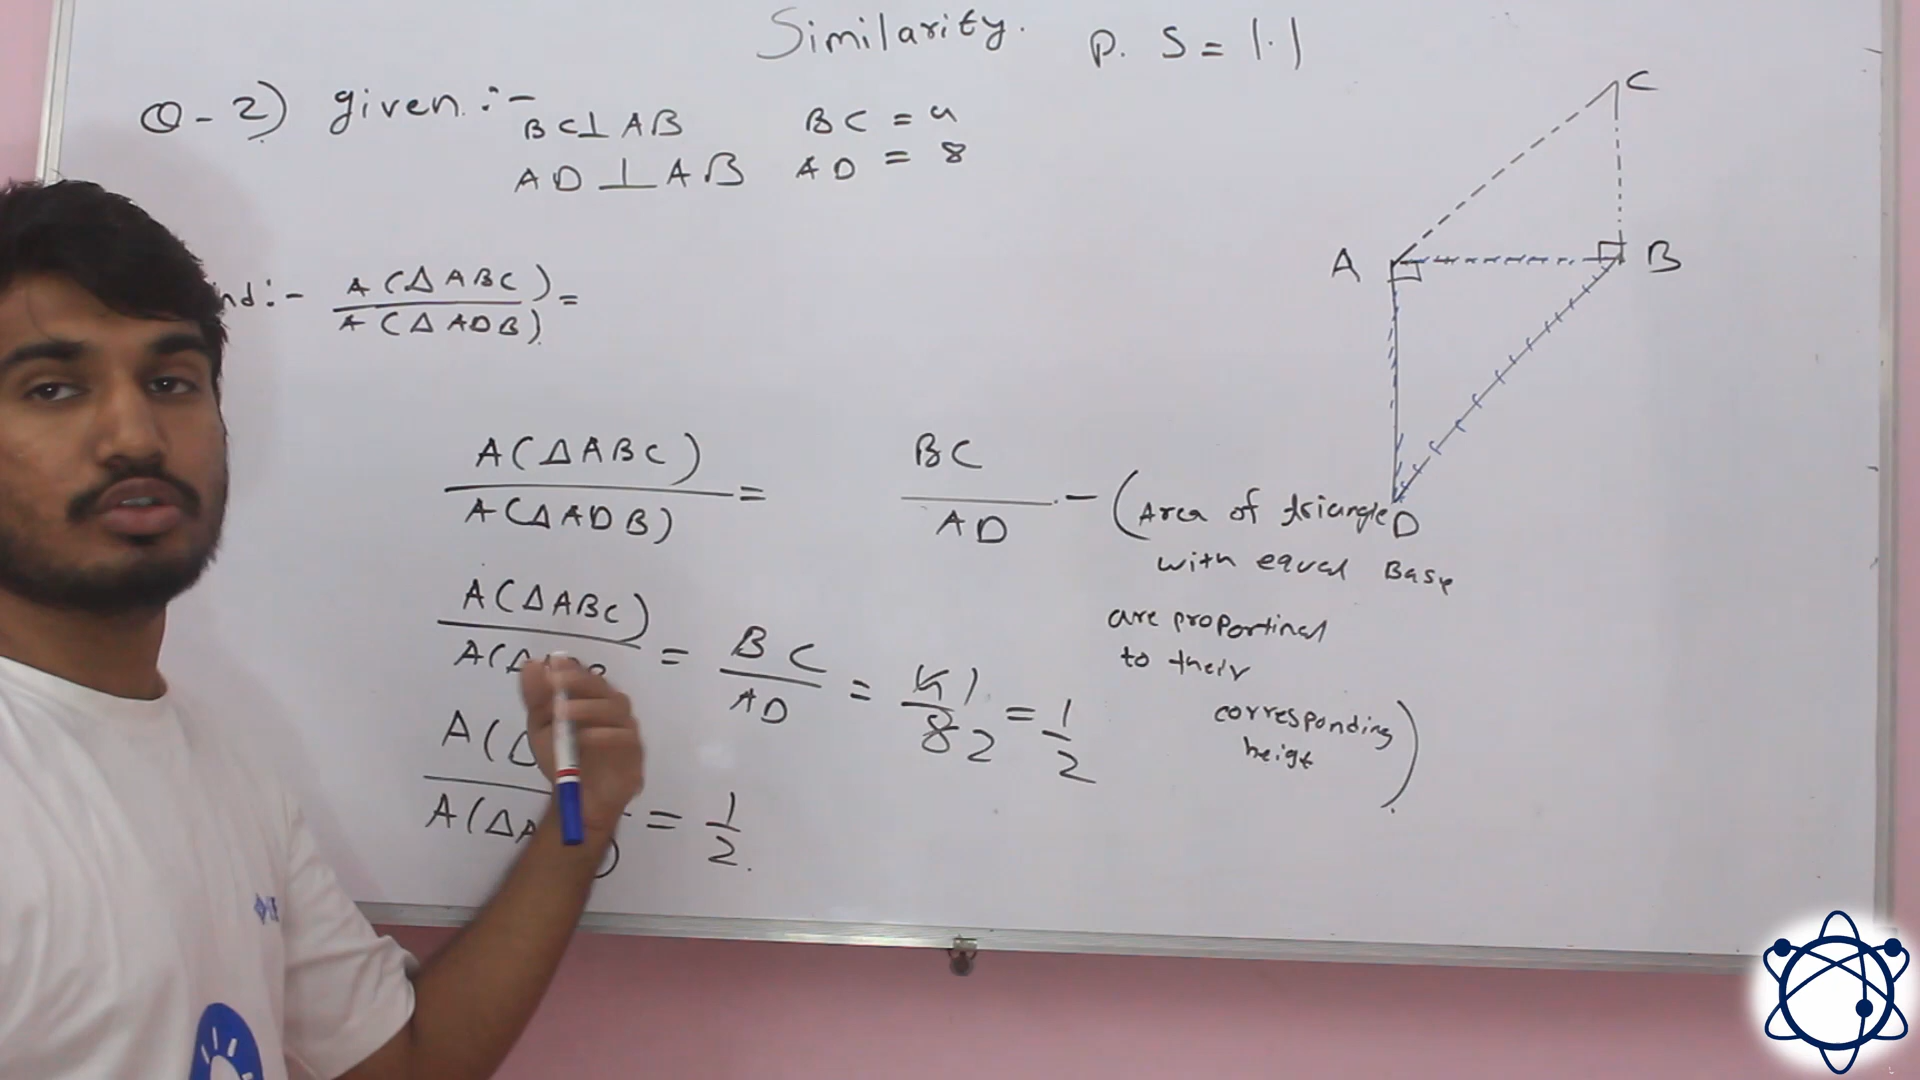 Similarity. P. S = 1.1
Q-2) given :-
BC ⊥ AB BC = 4
AD ⊥ AB AD = 8
nd :- A(ΔABC) =
A(ΔADB)
A(ΔABC) = BC - (Area of triangle
A(ΔADB) AD
with equal Base
are proportinal
to their
corresponding
heigt )
A(ΔABC) = BC = 4 1 = 1
AD 8 2 2
A(Δ = 1
A(ΔA 2.
C
A
B
D